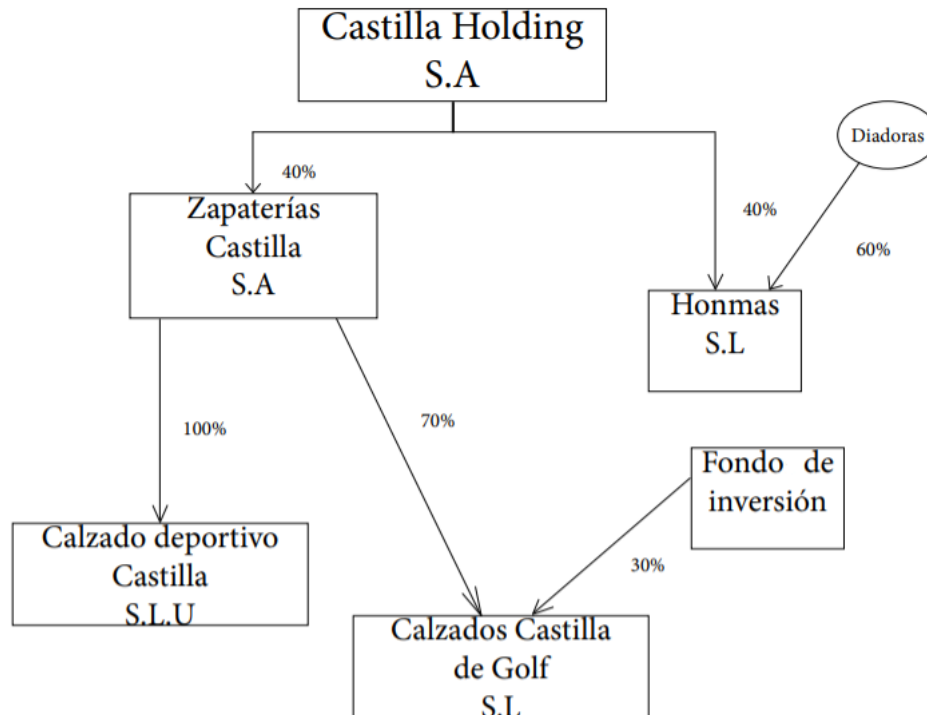 Castilla Holding
S.A
Diadoras
40%
Zapaterías
Castilla
S.A
40%
60%
Honmas
S.L
100%
70%
Fondo de
inversión
Calzado deportivo
Castilla
S.L.U
30%
Calzados Castilla
de Golf
S.L